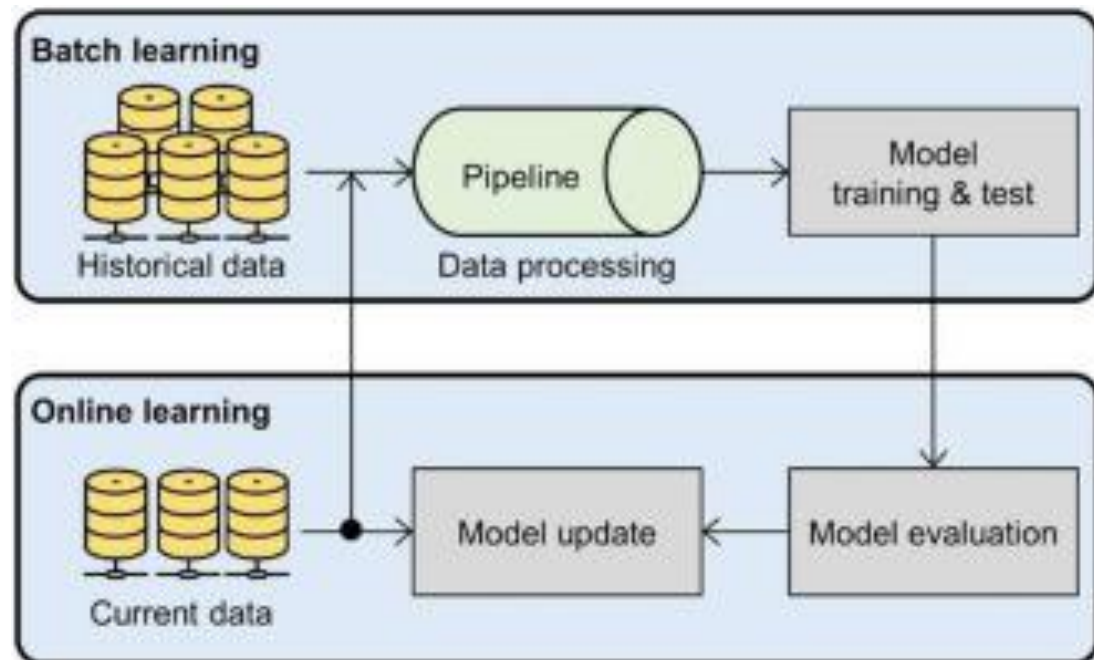 Batch learning
Pipeline
Model
training & test
Historical data
Data processing
Online learning
Model update
Model evaluation
Current data